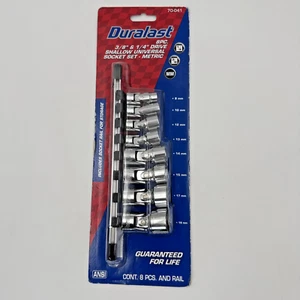 70-041
Duralast
8PC.
3/8" & 1/4" DRIVE
SHALLOW UNIVERSAL
SOCKET SET - METRIC
INCLUDES SOCKET RAIL FOR STORAGE
GUARANTEED
FOR LIFE
ANSI
CONT. 8 PCS. AND RAIL